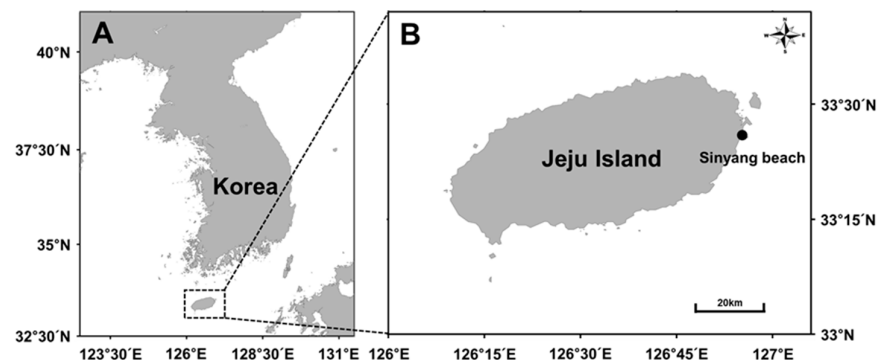 A
B
N
W
E
S
40°N
37°30´N
35°N
32°30´N
Korea
123°30´E
126°E
128°30´E
131°E
Jeju Island
Sinyang beach
33°30´N
33°15´N
33°N
20km
126°E
126°15´E
126°30´E
126°45´E
127°E